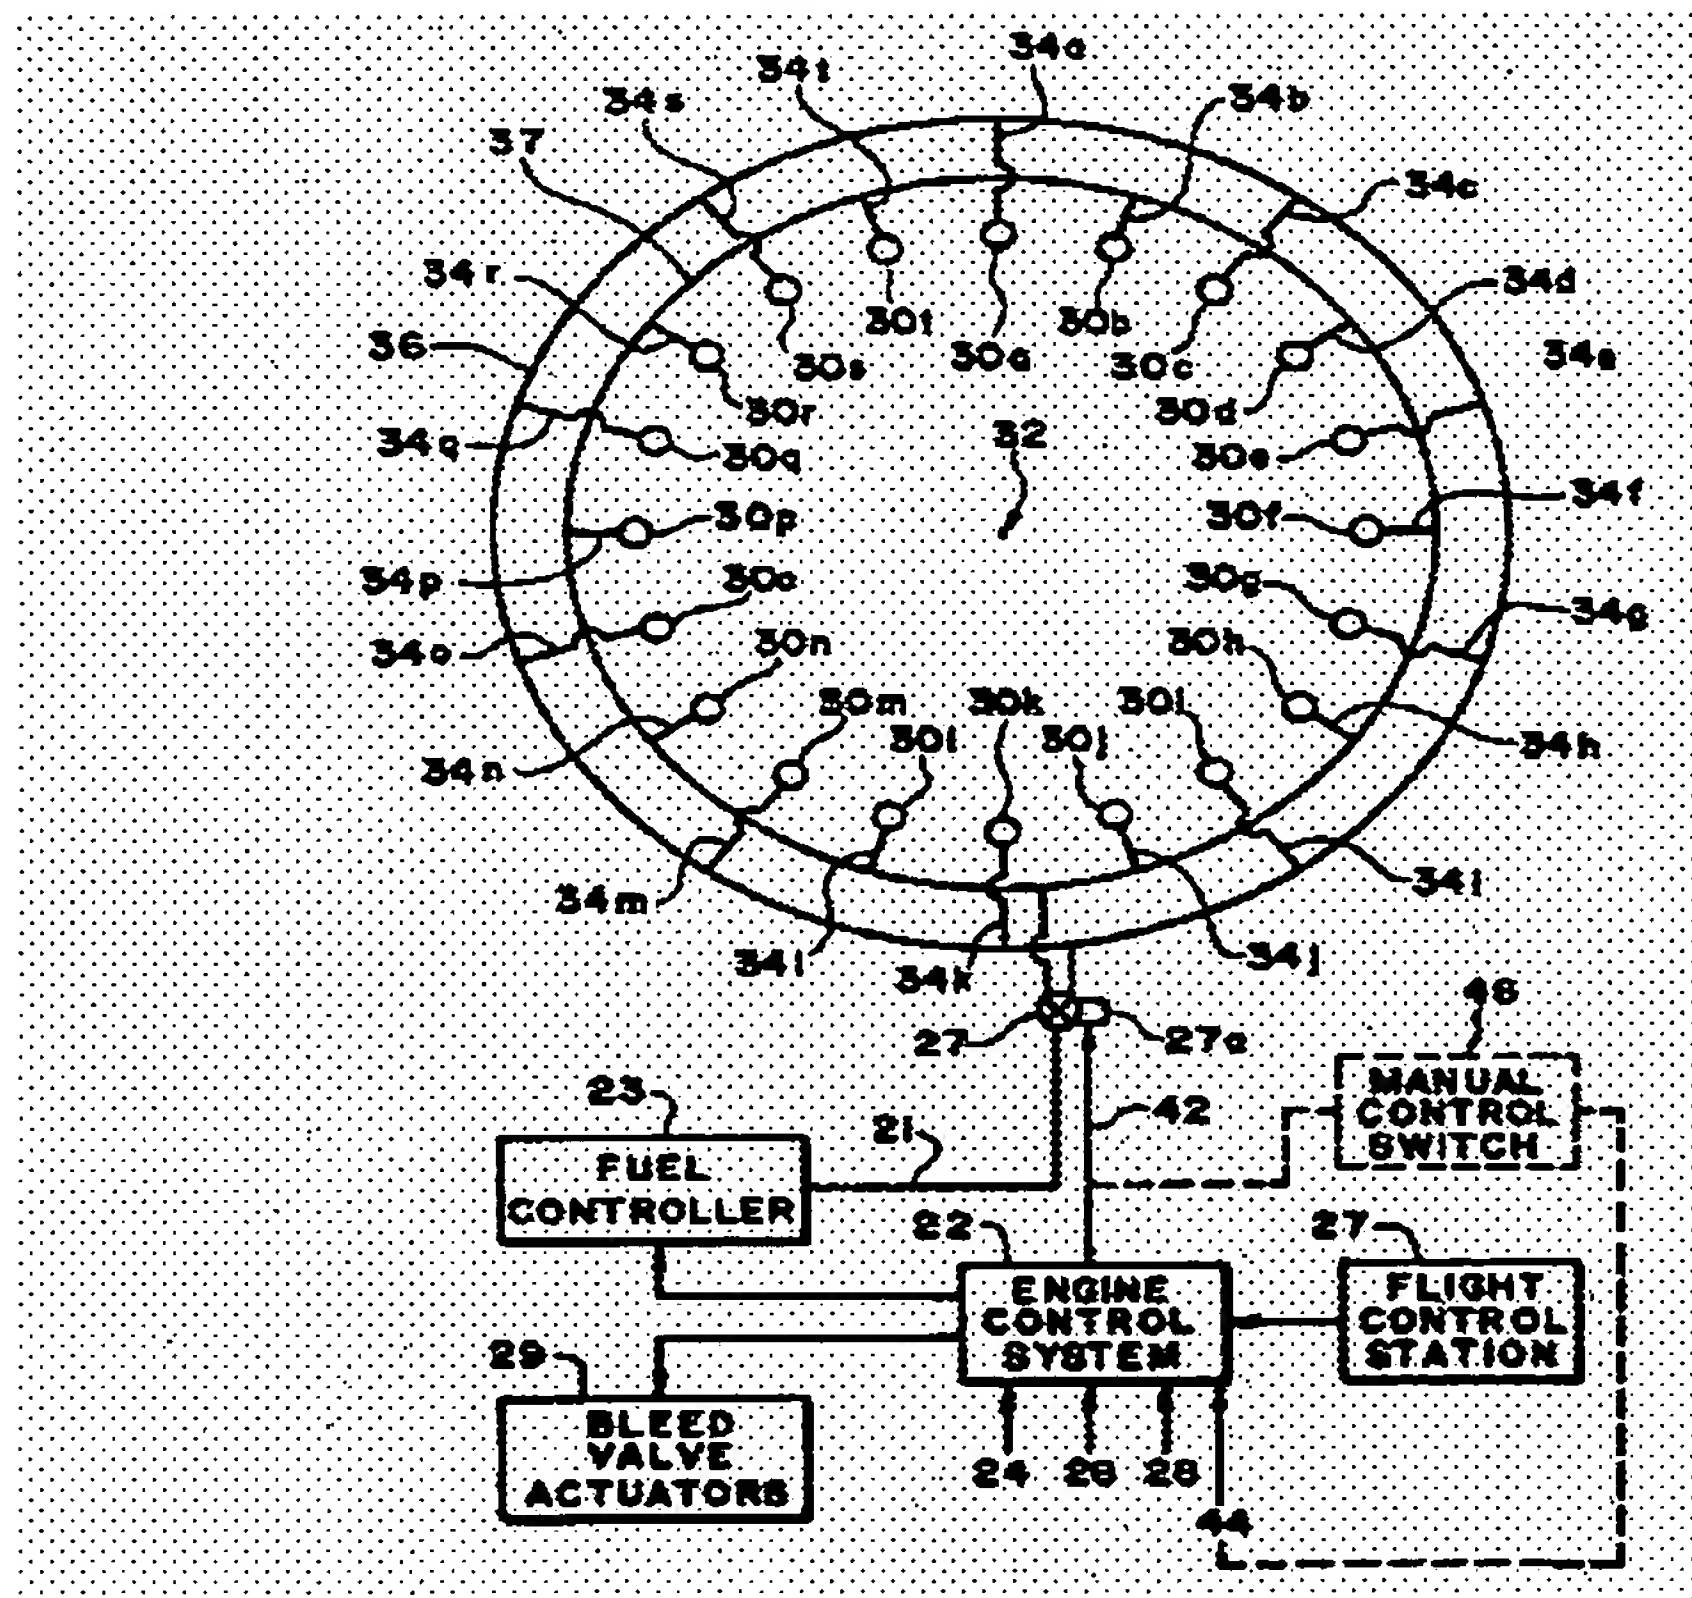 34a
34t
34b
34s
37
34c
34r
34d
30t
30b
36
30s
30a
30c
34e
30r
30d
34q
30q
32
30e
30p
30f
34f
34p
30o
30g
34g
34o
30n
30h
30m
30k
30i
30l
30j
34n
34h
34m
34i
34l
34k
34j
48
27
27a
MANUAL
CONTROL
SWITCH
23
21
42
FUEL
CONTROLLER
22
27
ENGINE
CONTROL
SYSTEM
FLIGHT
CONTROL
STATION
29
BLEED
VALVE
ACTUATORS
24
26
28
44